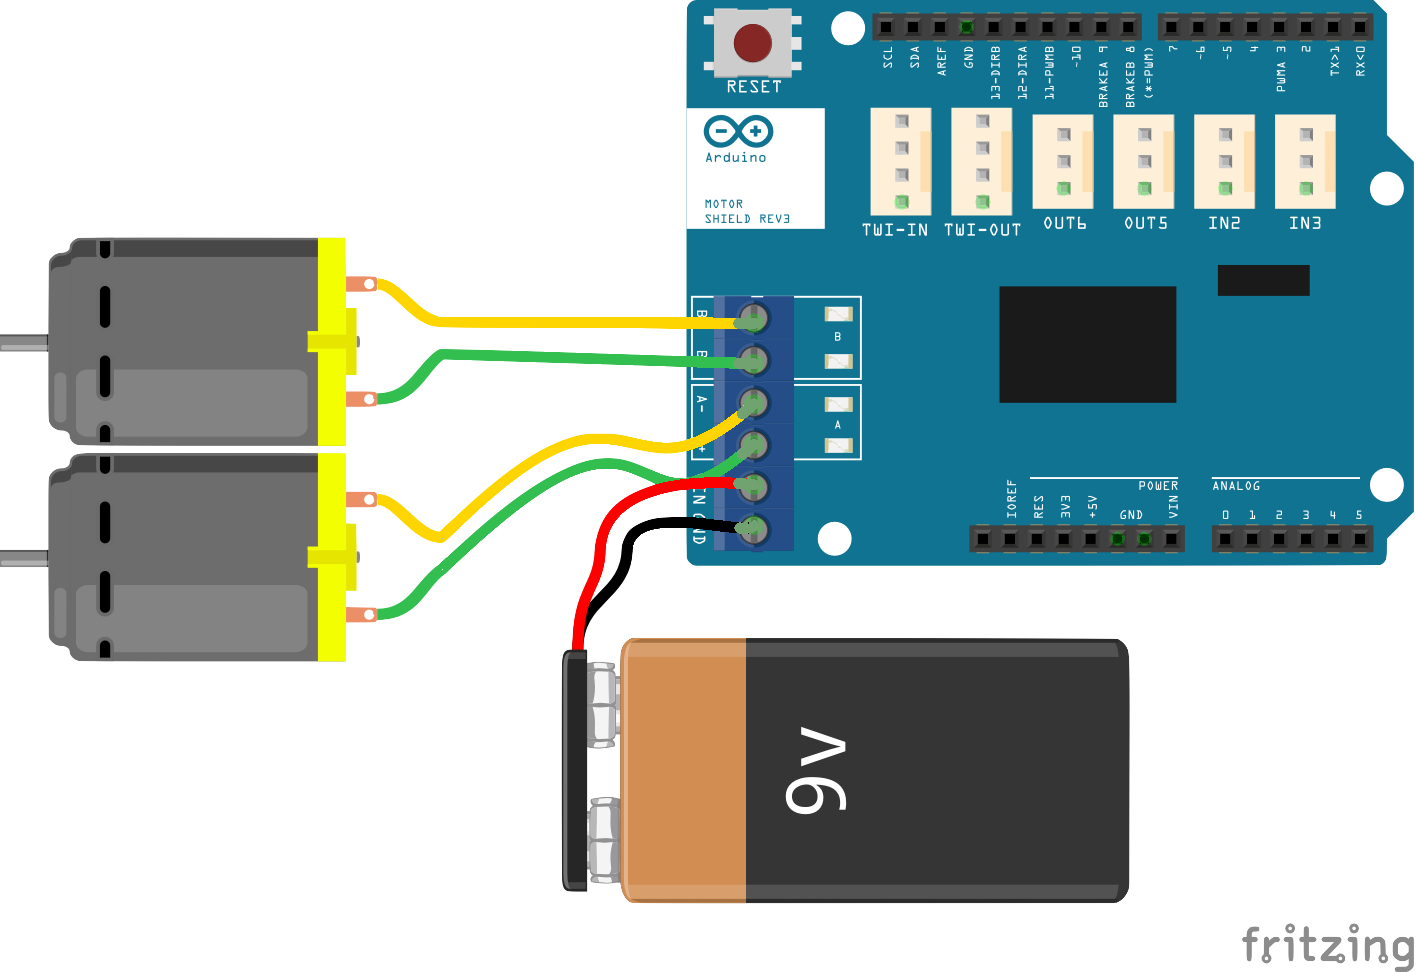 RESET
SCL
SDA
AREF
GND
13-DIRB
12-DIRA
11-PWMB
~10
BRAKEA 9
BRAKEB 8
(*=PWM)
7
~6
~5
4
PWMA 3
2
TX>1
RX<0
Arduino
MOTOR
SHIELD REV3
TWI-IN
TWI-OUT
OUT6
OUT5
IN2
IN3
B
A-
A
POWER
ANALOG
IOREF
RES
3V3
+5V
GND
VIN
0
1
2
3
4
5
9v
fritzing